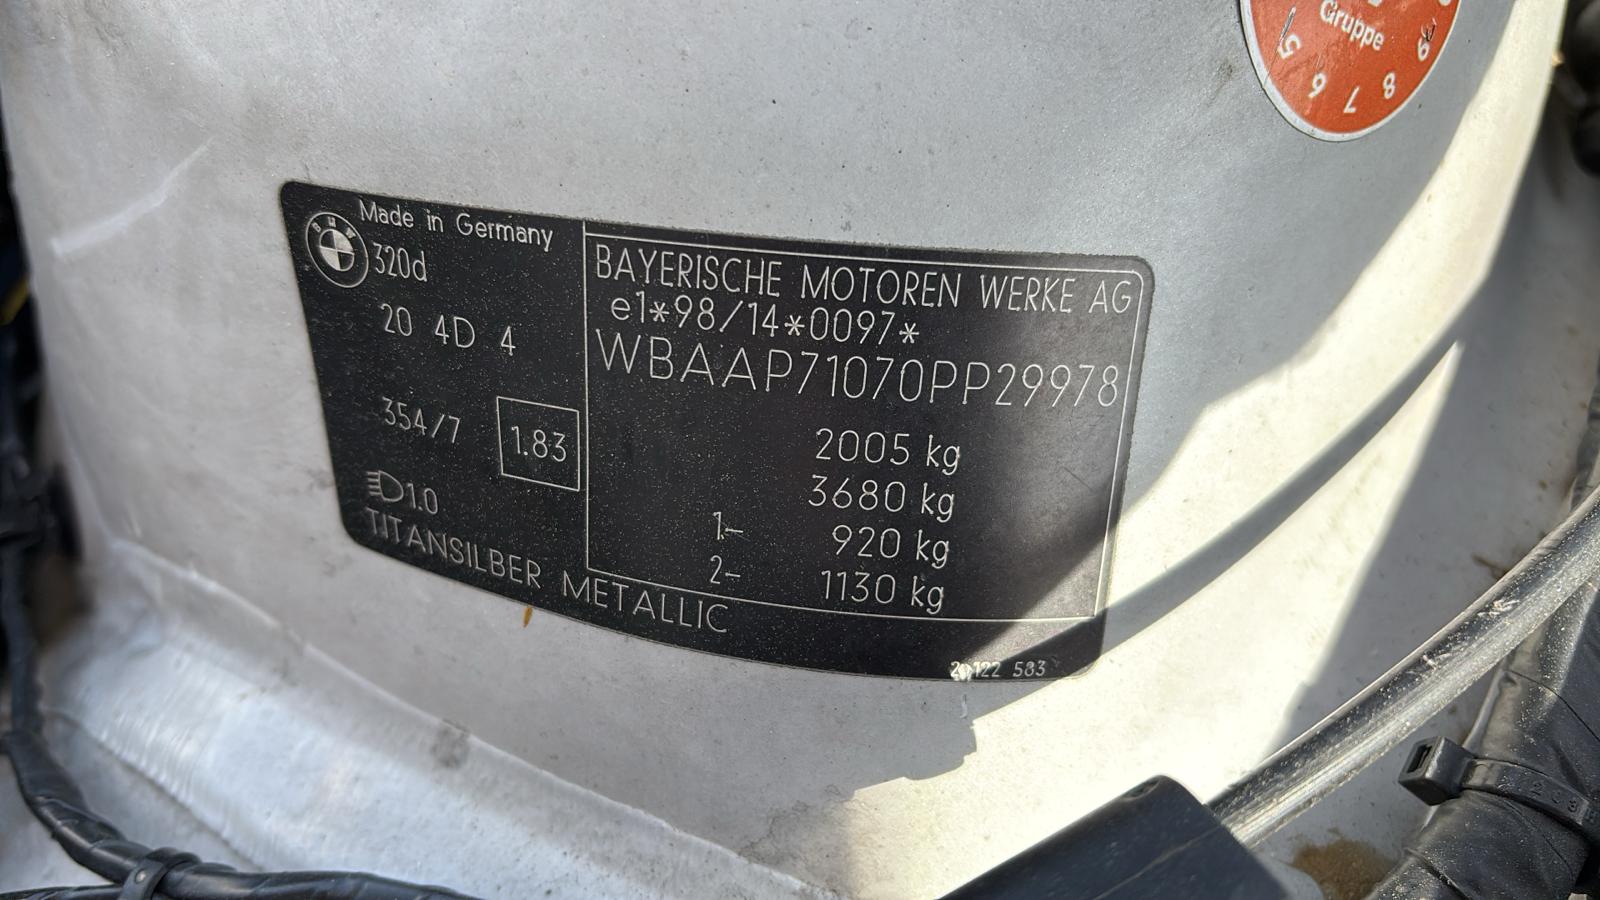 Gruppe
5 6 7 8 9
Made in Germany
BMW
320d
20 4D 4
354/7
1.83
1.0
TITANSILBER METALLIC
BAYERISCHE MOTOREN WERKE AG
e1*98/14*0097*
WBAAP71070PP29978
2005 kg
3680 kg
1.- 920 kg
2- 1130 kg
122 583